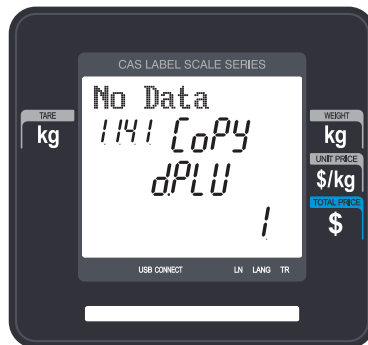 CAS LABEL SCALE SERIES
No Data
TARE
kg
1141 CoPY
WEIGHT
kg
d.PLU
UNIT PRICE
$/kg
1
TOTAL PRICE
$
USB CONNECT LN LANG TR